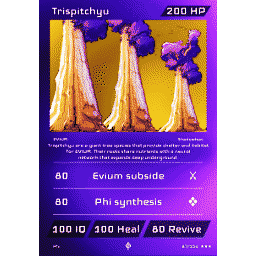 Trispitchyu 200 HP
Trispitchyu are a giant tree species that provide shelter and habitat
for EVIUM. Their roots share nutrients with a neural
network that expands deep underground
80 Evium subside
80 Phi synthesis
100 IQ 100 Heal 80 Revive